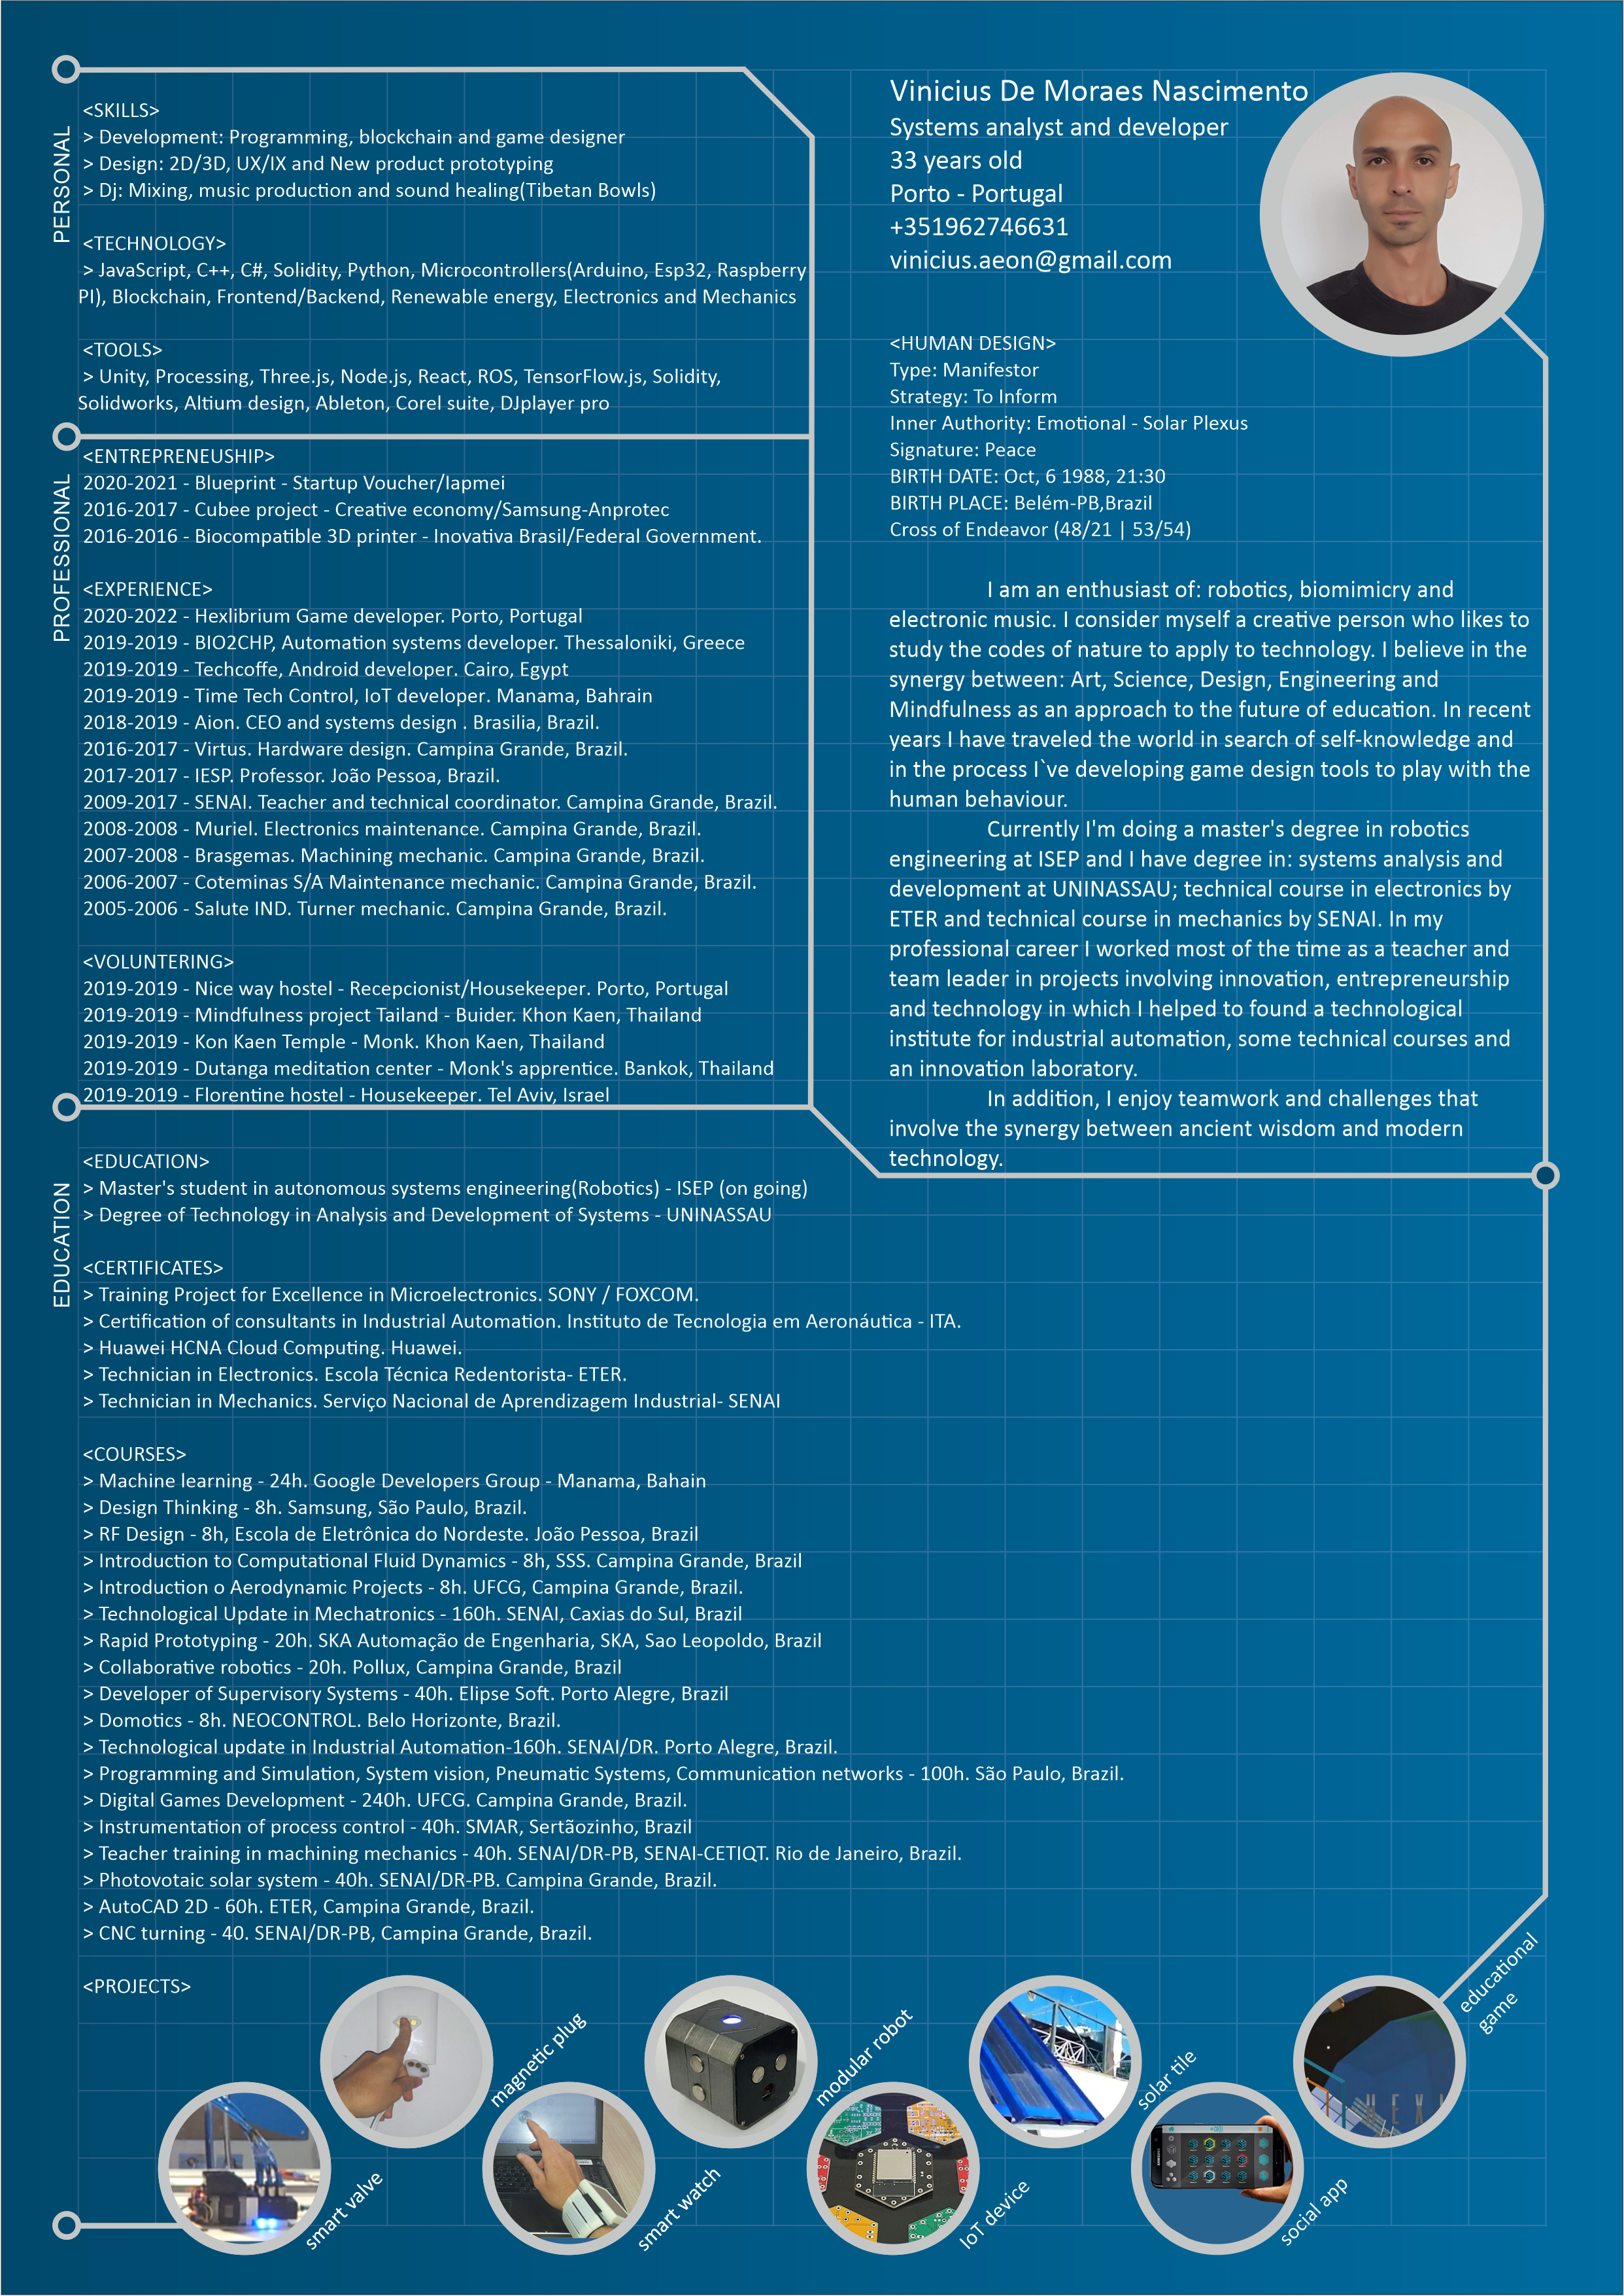 PERSONAL
<SKILLS>
> Development: Programming, blockchain and game designer
> Design: 2D/3D, UX/IX and New product prototyping
> Dj: Mixing, music production and sound healing(Tibetan Bowls)
<TECHNOLOGY>
> JavaScript, C++, C#, Solidity, Python, Microcontrollers(Arduino, Esp32, Raspberry
PI), Blockchain, Frontend/Backend, Renewable energy, Electronics and Mechanics
<TOOLS>
> Unity, Processing, Three.js, Node.js, React, ROS, TensorFlow.js, Solidity,
Solidworks, Altium design, Ableton, Corel suite, DJplayer pro
PROFESSIONAL
<ENTREPRENEUSHIP>
2020-2021 - Blueprint - Startup Voucher/Iapmei
2016-2017 - Cubee project - Creative economy/Samsung-Anprotec
2016-2016 - Biocompatible 3D printer - Inovativa Brasil/Federal Government.
<EXPERIENCE>
2020-2022 - Hexlibrium Game developer. Porto, Portugal
2019-2019 - BIO2CHP, Automation systems developer. Thessaloniki, Greece
2019-2019 - Techcoffe, Android developer. Cairo, Egypt
2019-2019 - Time Tech Control, IoT developer. Manama, Bahrain
2018-2019 - Aion. CEO and systems design . Brasilia, Brazil.
2016-2017 - Virtus. Hardware design. Campina Grande, Brazil.
2017-2017 - IESP. Professor. João Pessoa, Brazil.
2009-2017 - SENAI. Teacher and technical coordinator. Campina Grande, Brazil.
2008-2008 - Muriel. Electronics maintenance. Campina Grande, Brazil.
2007-2008 - Brasgemas. Machining mechanic. Campina Grande, Brazil.
2006-2007 - Coteminas S/A Maintenance mechanic. Campina Grande, Brazil.
2005-2006 - Salute IND. Turner mechanic. Campina Grande, Brazil.
<VOLUNTERING>
2019-2019 - Nice way hostel - Recepcionist/Housekeeper. Porto, Portugal
2019-2019 - Mindfulness project Tailand - Buider. Khon Kaen, Thailand
2019-2019 - Kon Kaen Temple - Monk. Khon Kaen, Thailand
2019-2019 - Dutanga meditation center - Monk's apprentice. Bankok, Thailand
2019-2019 - Florentine hostel - Housekeeper. Tel Aviv, Israel
Vinicius De Moraes Nascimento
Systems analyst and developer
33 years old
Porto - Portugal
+351962746631
vinicius.aeon@gmail.com
<HUMAN DESIGN>
Type: Manifestor
Strategy: To Inform
Inner Authority: Emotional - Solar Plexus
Signature: Peace
BIRTH DATE: Oct, 6 1988, 21:30
BIRTH PLACE: Belém-PB,Brazil
Cross of Endeavor (48/21 | 53/54)
I am an enthusiast of: robotics, biomimicry and
electronic music. I consider myself a creative person who likes to
study the codes of nature to apply to technology. I believe in the
synergy between: Art, Science, Design, Engineering and
Mindfulness as an approach to the future of education. In recent
years I have traveled the world in search of self-knowledge and
in the process I`ve developing game design tools to play with the
human behaviour.
Currently I'm doing a master's degree in robotics
engineering at ISEP and I have degree in: systems analysis and
development at UNINASSAU; technical course in electronics by
ETER and technical course in mechanics by SENAI. In my
professional career I worked most of the time as a teacher and
team leader in projects involving innovation, entrepreneurship
and technology in which I helped to found a technological
institute for industrial automation, some technical courses and
an innovation laboratory.
In addition, I enjoy teamwork and challenges that
involve the synergy between ancient wisdom and modern
technology.
EDUCATION
<EDUCATION>
> Master's student in autonomous systems engineering(Robotics) - ISEP (on going)
> Degree of Technology in Analysis and Development of Systems - UNINASSAU
<CERTIFICATES>
> Training Project for Excellence in Microelectronics. SONY / FOXCOM.
> Certification of consultants in Industrial Automation. Instituto de Tecnologia em Aeronáutica - ITA.
> Huawei HCNA Cloud Computing. Huawei.
> Technician in Electronics. Escola Técnica Redentorista- ETER.
> Technician in Mechanics. Serviço Nacional de Aprendizagem Industrial- SENAI
<COURSES>
> Machine learning - 24h. Google Developers Group - Manama, Bahain
> Design Thinking - 8h. Samsung, São Paulo, Brazil.
> RF Design - 8h, Escola de Eletrônica do Nordeste. João Pessoa, Brazil
> Introduction to Computational Fluid Dynamics - 8h, SSS. Campina Grande, Brazil
> Introduction o Aerodynamic Projects - 8h. UFCG, Campina Grande, Brazil.
> Technological Update in Mechatronics - 160h. SENAI, Caxias do Sul, Brazil
> Rapid Prototyping - 20h. SKA Automação de Engenharia, SKA, Sao Leopoldo, Brazil
> Collaborative robotics - 20h. Pollux, Campina Grande, Brazil
> Developer of Supervisory Systems - 40h. Elipse Soft. Porto Alegre, Brazil
> Domotics - 8h. NEOCONTROL. Belo Horizonte, Brazil.
> Technological update in Industrial Automation-160h. SENAI/DR. Porto Alegre, Brazil.
> Programming and Simulation, System vision, Pneumatic Systems, Communication networks - 100h. São Paulo, Brazil.
> Digital Games Development - 240h. UFCG. Campina Grande, Brazil.
> Instrumentation of process control - 40h. SMAR, Sertãozinho, Brazil
> Teacher training in machining mechanics - 40h. SENAI/DR-PB, SENAI-CETIQT. Rio de Janeiro, Brazil.
> Photovotaic solar system - 40h. SENAI/DR-PB. Campina Grande, Brazil.
> AutoCAD 2D - 60h. ETER, Campina Grande, Brazil.
> CNC turning - 40. SENAI/DR-PB, Campina Grande, Brazil.
<PROJECTS>
smart valve
magnetic plug
smart watch
modular robot
IoT device
solar tile
social app
educational
game